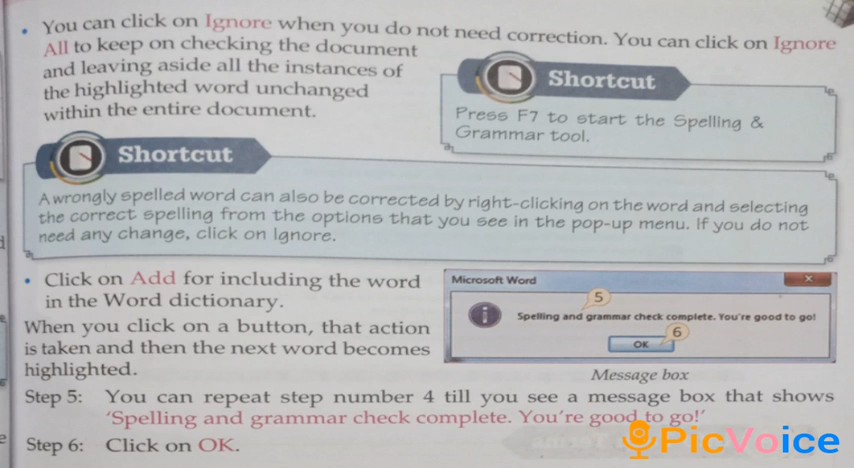 • You can click on Ignore when you do not need correction. You can click on Ignore
All to keep on checking the document
and leaving aside all the instances of
the highlighted word unchanged
within the entire document.
Shortcut
Press F7 to start the Spelling &
Grammar tool.
Shortcut
A wrongly spelled word can also be corrected by right-clicking on the word and selecting
the correct spelling from the options that you see in the pop-up menu. If you do not
need any change, click on Ignore.
• Click on Add for including the word
in the Word dictionary.
When you click on a button, that action
is taken and then the next word becomes
highlighted.
Microsoft Word
5
Spelling and grammar check complete. You're good to go!
6
OK
Message box
Step 5: You can repeat step number 4 till you see a message box that shows
'Spelling and grammar check complete. You're good to go!'
Step 6: Click on OK.
PicVoice